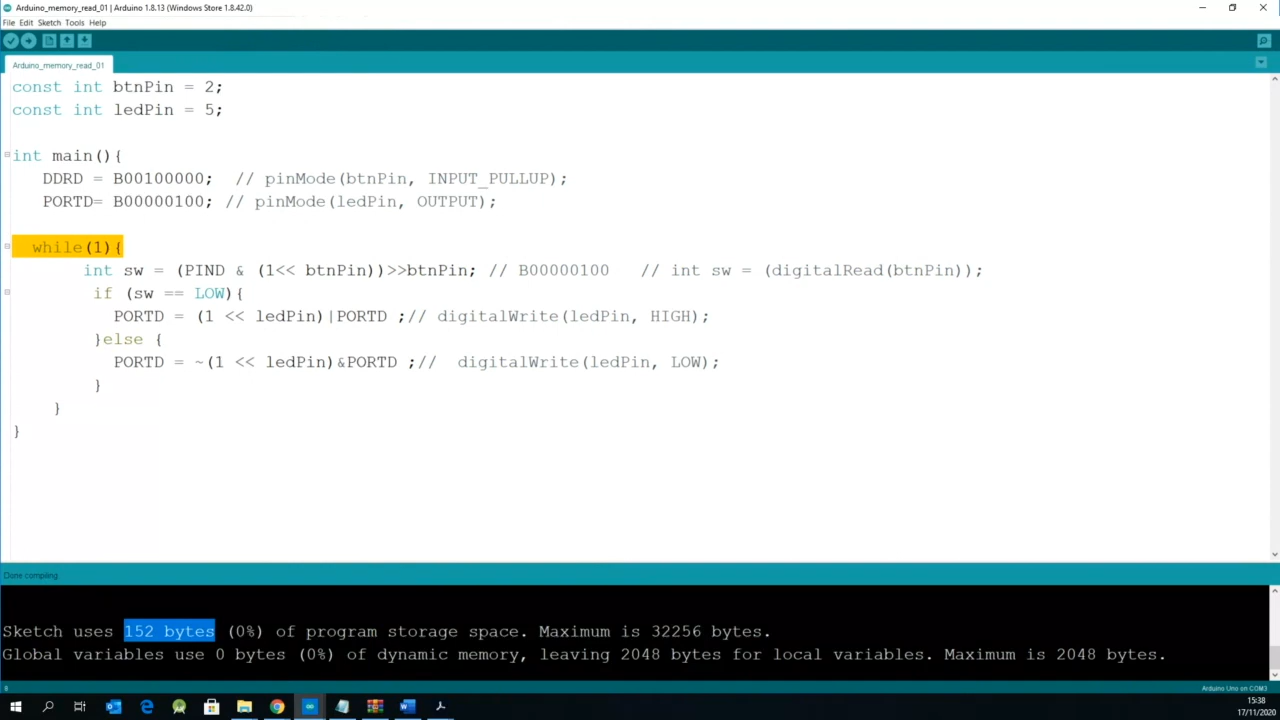 Arduino_memory_read_01 | Arduino 1.8.13 (Windows Store 1.8.42.0)
File Edit Sketch Tools Help
Arduino_memory_read_01
const int btnPin = 2;
const int ledPin = 5;
int main(){
DDRD = B00100000; // pinMode(btnPin, INPUT_PULLUP);
PORTD= B00000100; // pinMode(ledPin, OUTPUT);
while(1){
int sw = (PIND & (1<< btnPin))>>btnPin; // B00000100 // int sw = (digitalRead(btnPin));
if (sw == LOW){
PORTD = (1 << ledPin)|PORTD ;// digitalWrite(ledPin, HIGH);
}else {
PORTD = ~(1 << ledPin)&PORTD ;// digitalWrite(ledPin, LOW);
}
}
}
Done compiling
Sketch uses 152 bytes (0%) of program storage space. Maximum is 32256 bytes.
Global variables use 0 bytes (0%) of dynamic memory, leaving 2048 bytes for local variables. Maximum is 2048 bytes.
8 Arduino Uno on COM3
15:38
17/11/2020